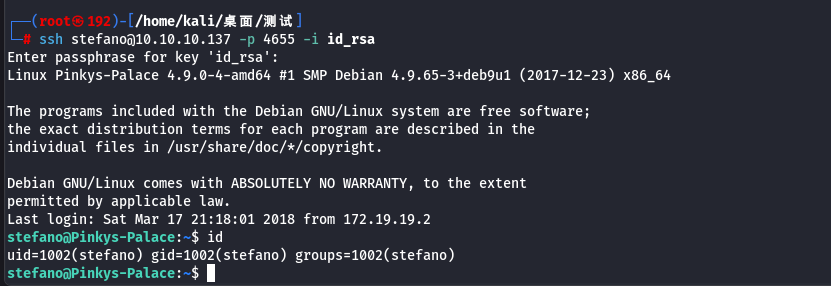 ┌──(root㉿192)-[/home/kali/桌面/测试]
└─# ssh stefano@10.10.10.137 -p 4655 -i id_rsa
Enter passphrase for key 'id_rsa':
Linux Pinkys-Palace 4.9.0-4-amd64 #1 SMP Debian 4.9.65-3+deb9u1 (2017-12-23) x86_64

The programs included with the Debian GNU/Linux system are free software;
the exact distribution terms for each program are described in the
individual files in /usr/share/doc/*/copyright.

Debian GNU/Linux comes with ABSOLUTELY NO WARRANTY, to the extent
permitted by applicable law.
Last login: Sat Mar 17 21:18:01 2018 from 172.19.19.2
stefano@Pinkys-Palace:~$ id
uid=1002(stefano) gid=1002(stefano) groups=1002(stefano)
stefano@Pinkys-Palace:~$